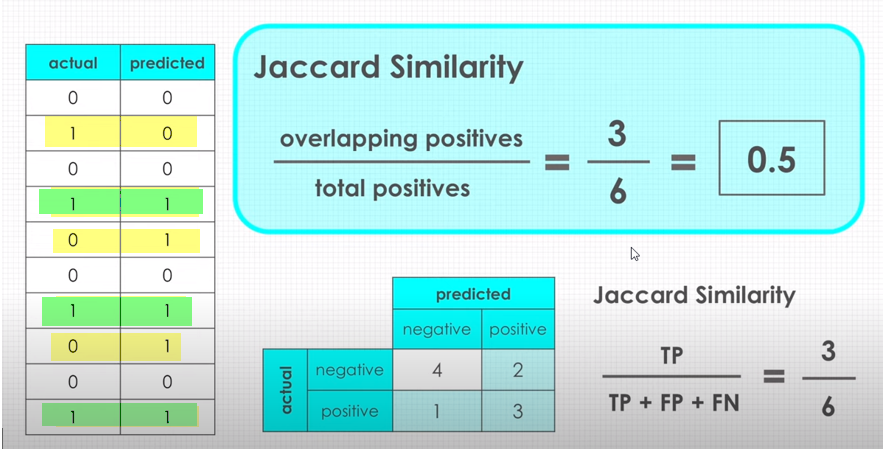 actual predicted
0 0
1 0
0 0
1 1
0 1
0 0
1 1
0 1
0 0
1 1
Jaccard Similarity
overlapping positives
total positives
=
3
6
=
0.5
predicted
negative positive
actual
negative 4 2
positive 1 3
Jaccard Similarity
TP
TP + FP + FN
=
3
6